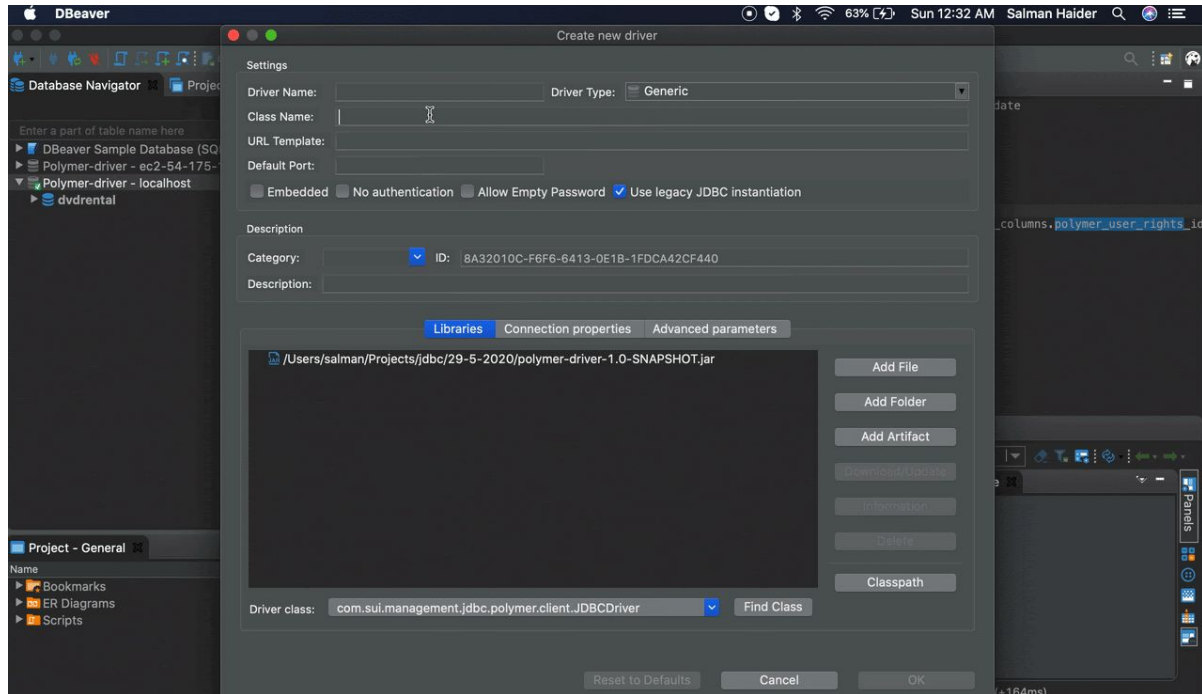 DBeaver 63% Sun 12:32 AM Salman Haider
Create new driver
Database Navigator Projec
Enter a part of table name here
DBeaver Sample Database (SQ
Polymer-driver - ec2-54-175-
Polymer-driver - localhost
dvdrental
Settings
Driver Name: Driver Type: Generic
Class Name:
URL Template:
Default Port:
Embedded No authentication Allow Empty Password Use legacy JDBC instantiation
Description
Category: ID: 8A32010C-F6F6-6413-0E1B-1FDCA42CF440
Description:
Libraries Connection properties Advanced parameters
/Users/salman/Projects/jdbc/29-5-2020/polymer-driver-1.0-SNAPSHOT.jar
Add File
Add Folder
Add Artifact
Download/Update
Information
Delete
Classpath
Driver class: com.sui.management.jdbc.polymer.client.JDBCDriver Find Class
Reset to Defaults Cancel OK
date
_columns.polymer_user_rights_id
Panels
(+164ms)
Project - General
Name
Bookmarks
ER Diagrams
Scripts